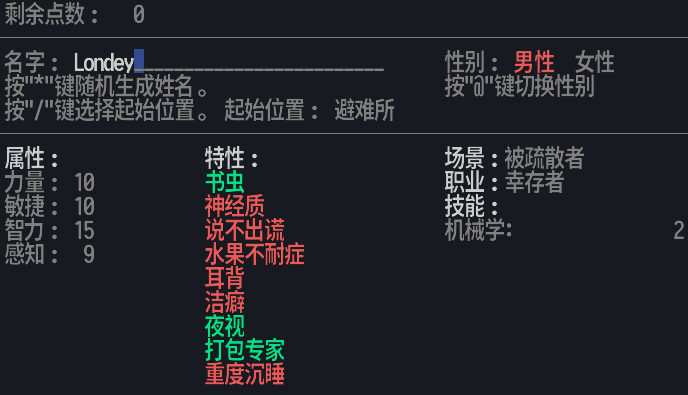 剩余点数： 0
名字： Londey 性别： 男性 女性
按"*"键随机生成姓名。 按"@"键切换性别
按"/"键选择起始位置。 起始位置： 避难所
属性： 特性： 场景：被疏散者
力量： 10 书虫 职业：幸存者
敏捷： 10 神经质 技能：
智力： 15 说不出谎 机械学: 2
感知： 9 水果不耐症
耳背
洁癖
夜视
打包专家
重度沉睡